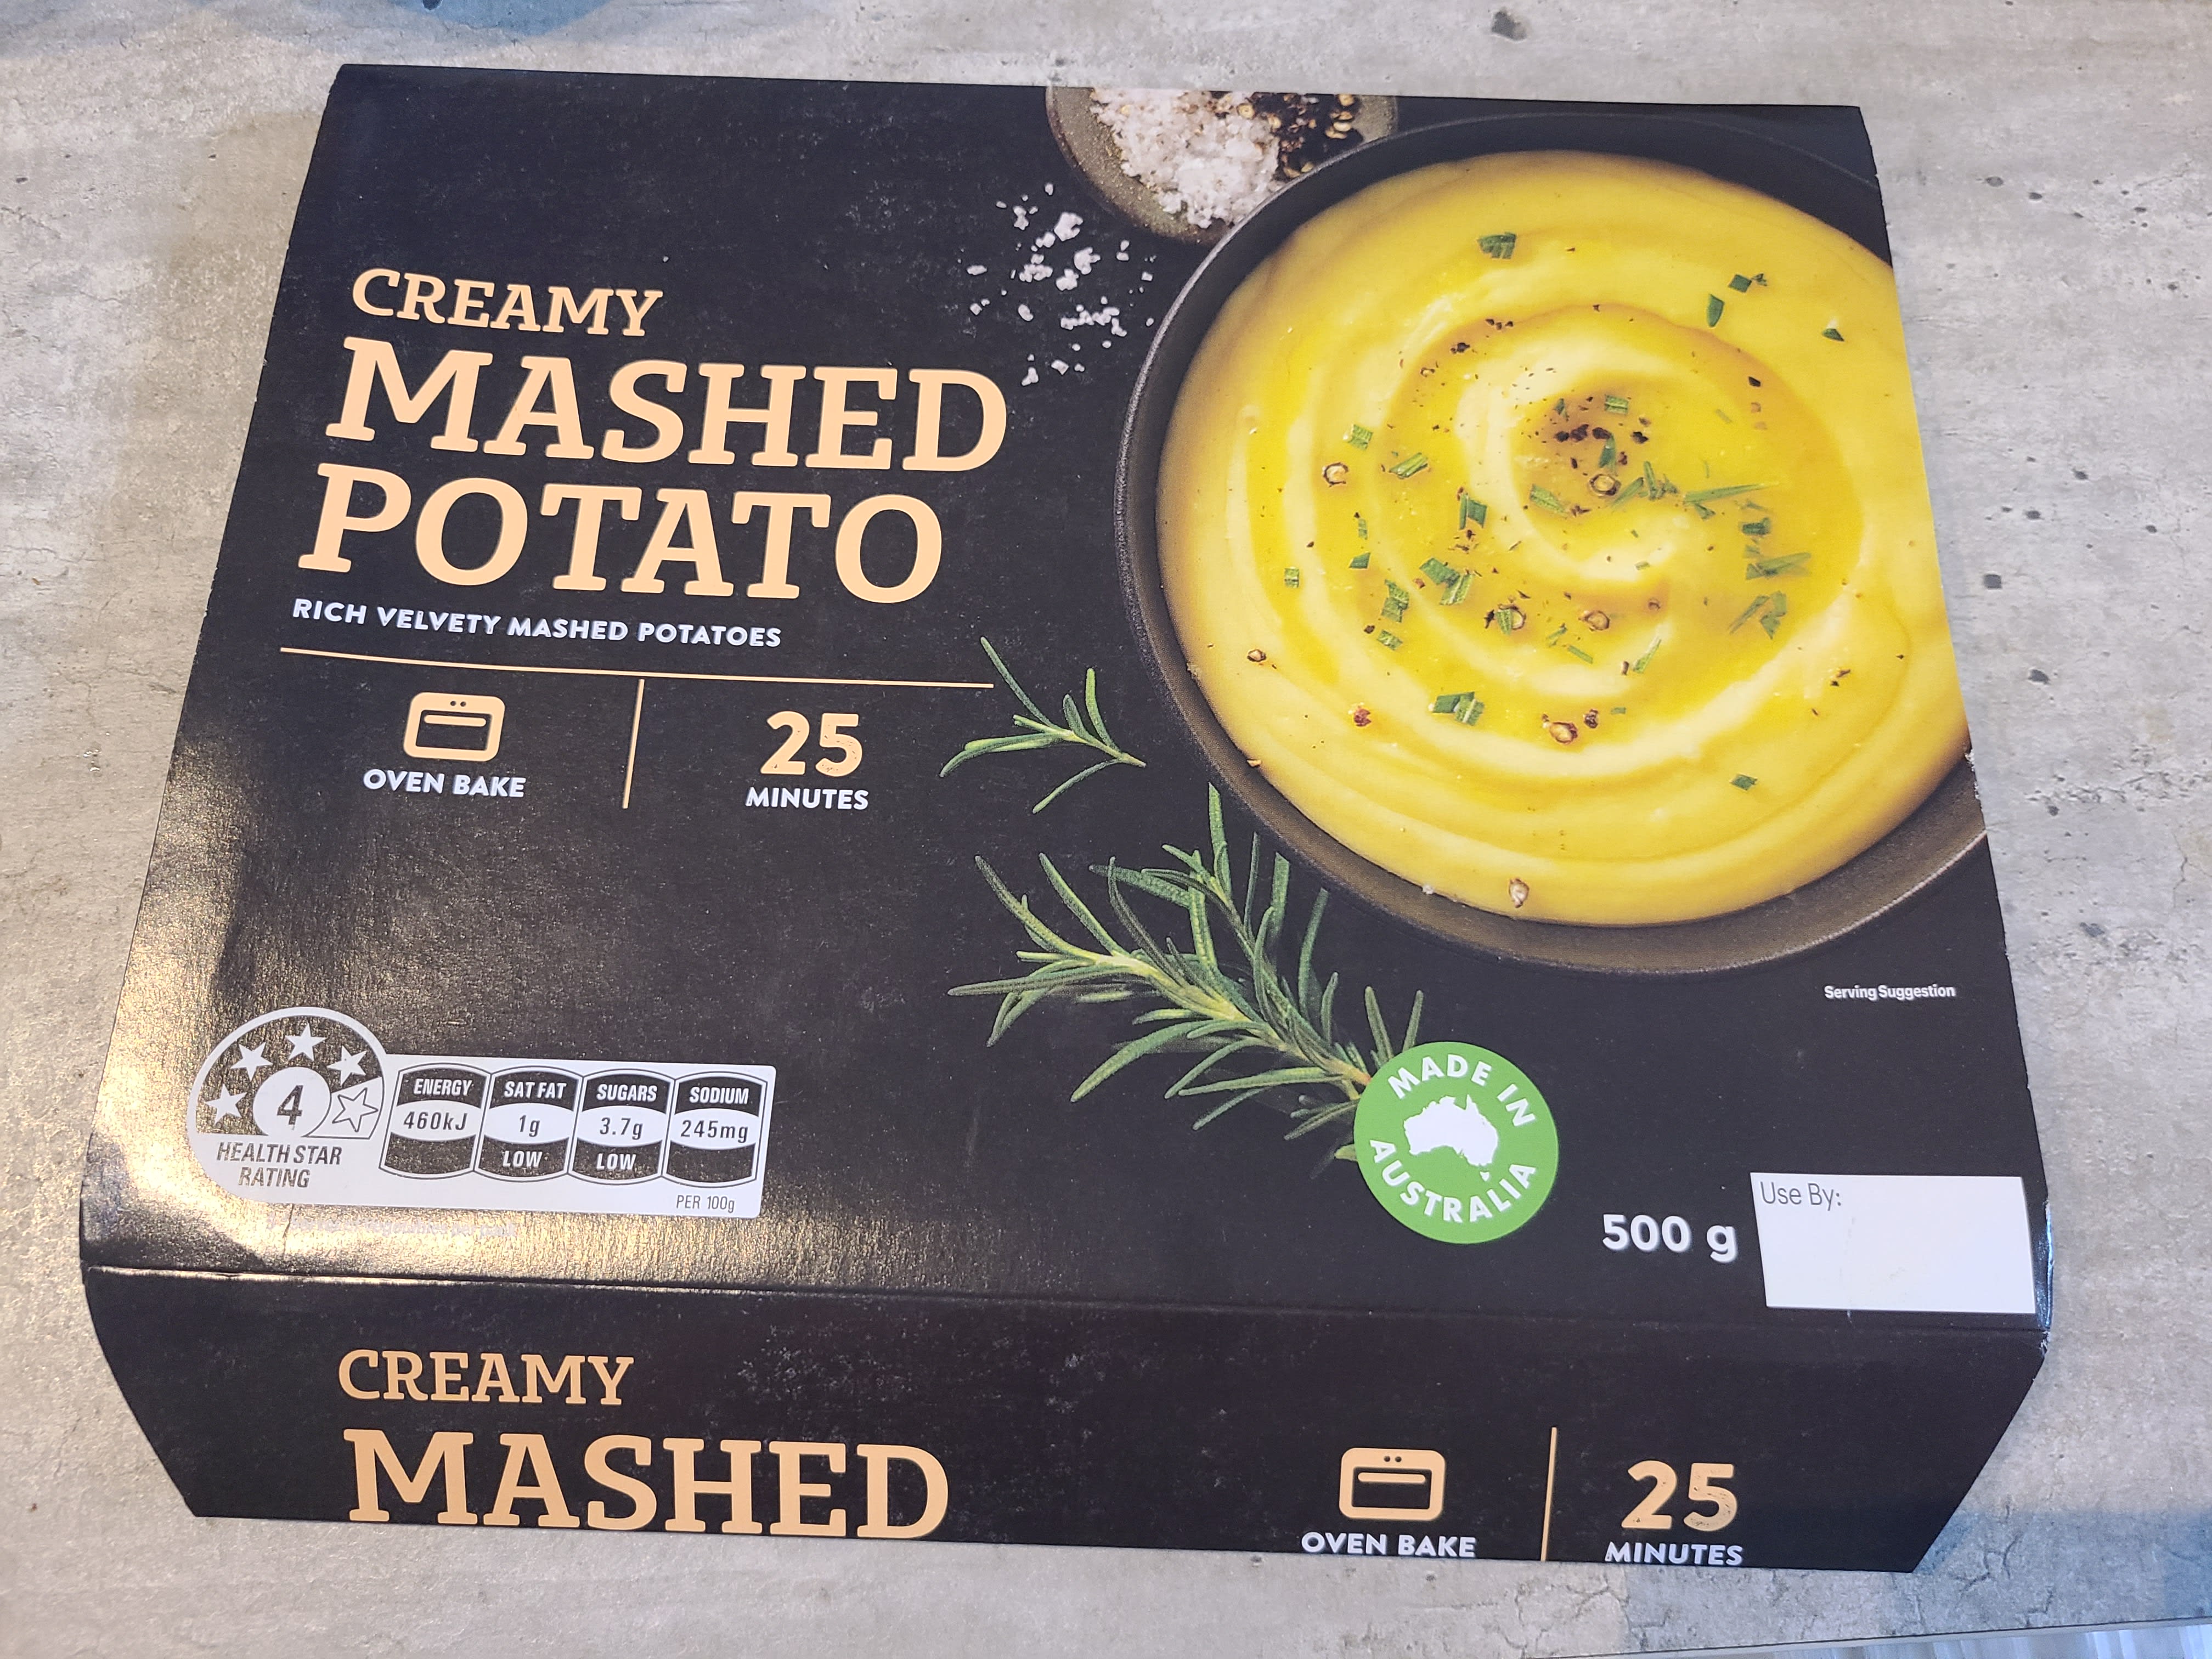 CREAMY
MASHED
POTATO
RICH VELVETY MASHED POTATOES
OVEN BAKE
25
MINUTES
Serving Suggestion
4
HEALTH STAR
RATING
ENERGY
460kJ
SAT FAT
1g
LOW
SUGARS
3.7g
LOW
SODIUM
245mg
PER 100g
MADE IN
AUSTRALIA
500 g
Use By:
CREAMY
MASHED
OVEN BAKE
25
MINUTES